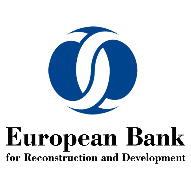 European Bank
for Reconstruction and Development